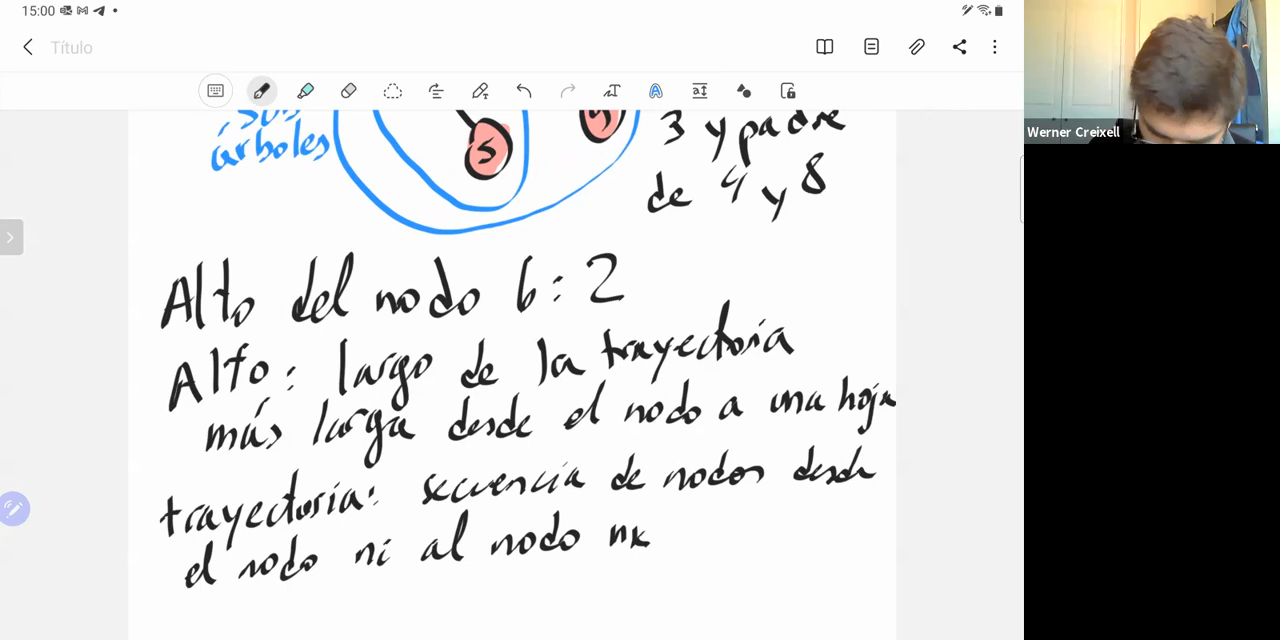 15:00
Título
Werner Creixell
sub
árboles
5
3 y padre
de 4 y 8
Alto del nodo 6: 2
Alto: largo de la trayectoria
más larga desde el nodo a una hoja
trayectoria: secuencia de nodos desde
el nodo ni al nodo nk